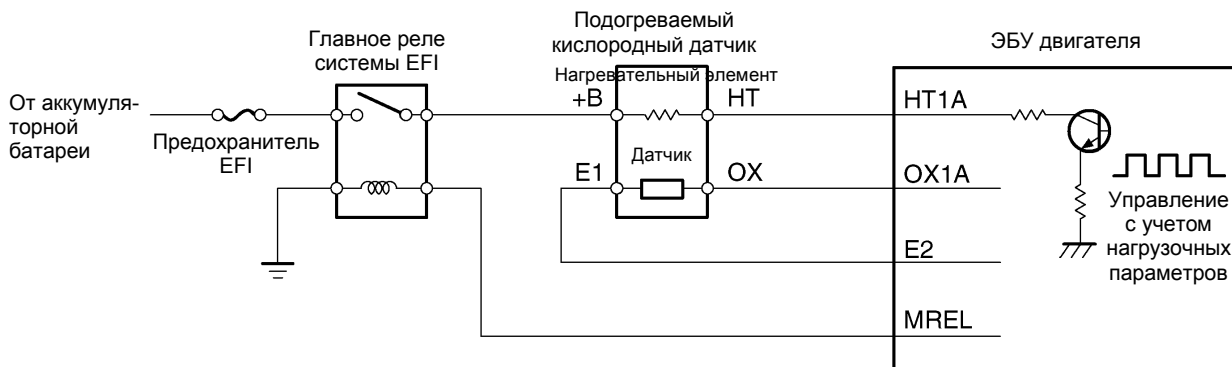 Подогреваемый
кислородный датчик
Главное реле
системы EFI
ЭБУ двигателя
Нагревательный элемент
От аккумуля-
торной
батареи
Предохранитель
EFI
+B
HT
HT1A
Датчик
E1
OX
OX1A
Управление
с учетом
нагрузочных
параметров
E2
MREL